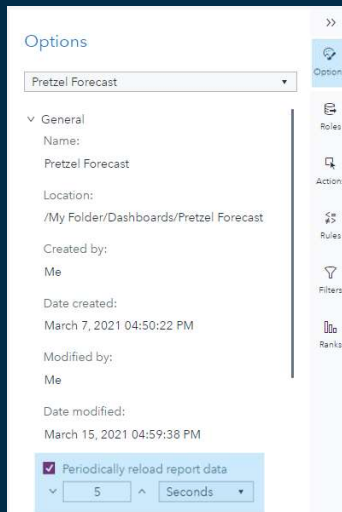 Options
Pretzel Forecast
General
Name:
Pretzel Forecast
Location:
/My Folder/Dashboards/Pretzel Forecast
Created by:
Me
Date created:
March 7, 2021 04:50:22 PM
Modified by:
Me
Date modified:
March 15, 2021 04:59:38 PM
Periodically reload report data
5 Seconds
Option
Roles
Action
Rules
Filters
Ranks